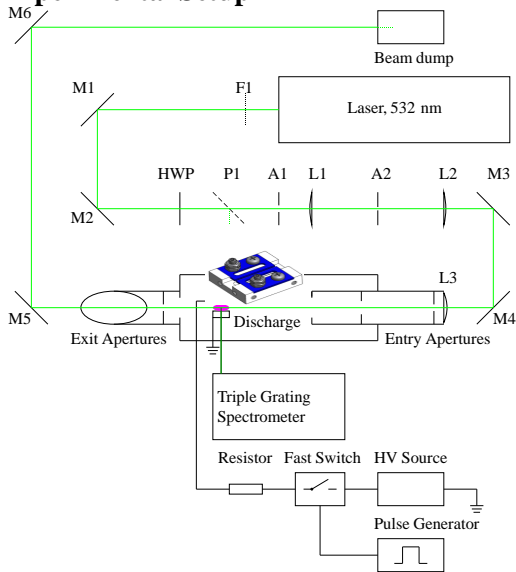 M6
Beam dump
M1
F1
Laser, 532 nm
HWP
P1
A1
L1
A2
L2
M3
M2
L3
M5
M4
Discharge
Exit Apertures
Entry Apertures
Triple Grating
Spectrometer
Resistor
Fast Switch
HV Source
Pulse Generator